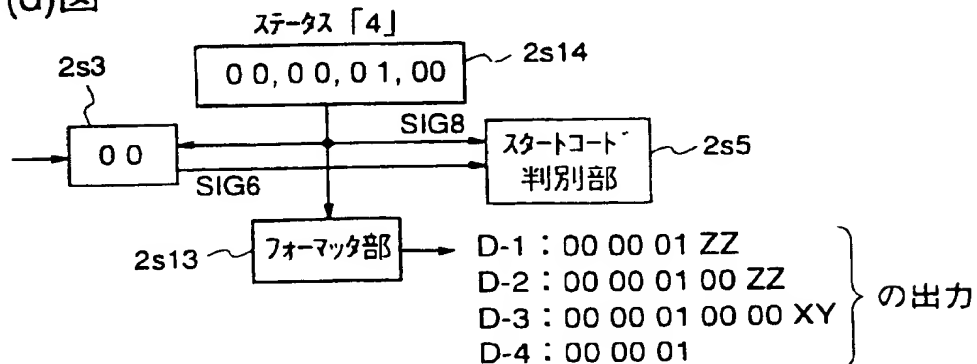 (d)図
ステータス「4」
00,00,01,00
2s14
2s3
00
SIG8
SIG6
スタートコード
判別部
2s5
2s13
フォーマッタ部
D-1：00 00 01 ZZ
D-2：00 00 01 00 ZZ
D-3：00 00 01 00 00 XY
D-4：00 00 01
の出力